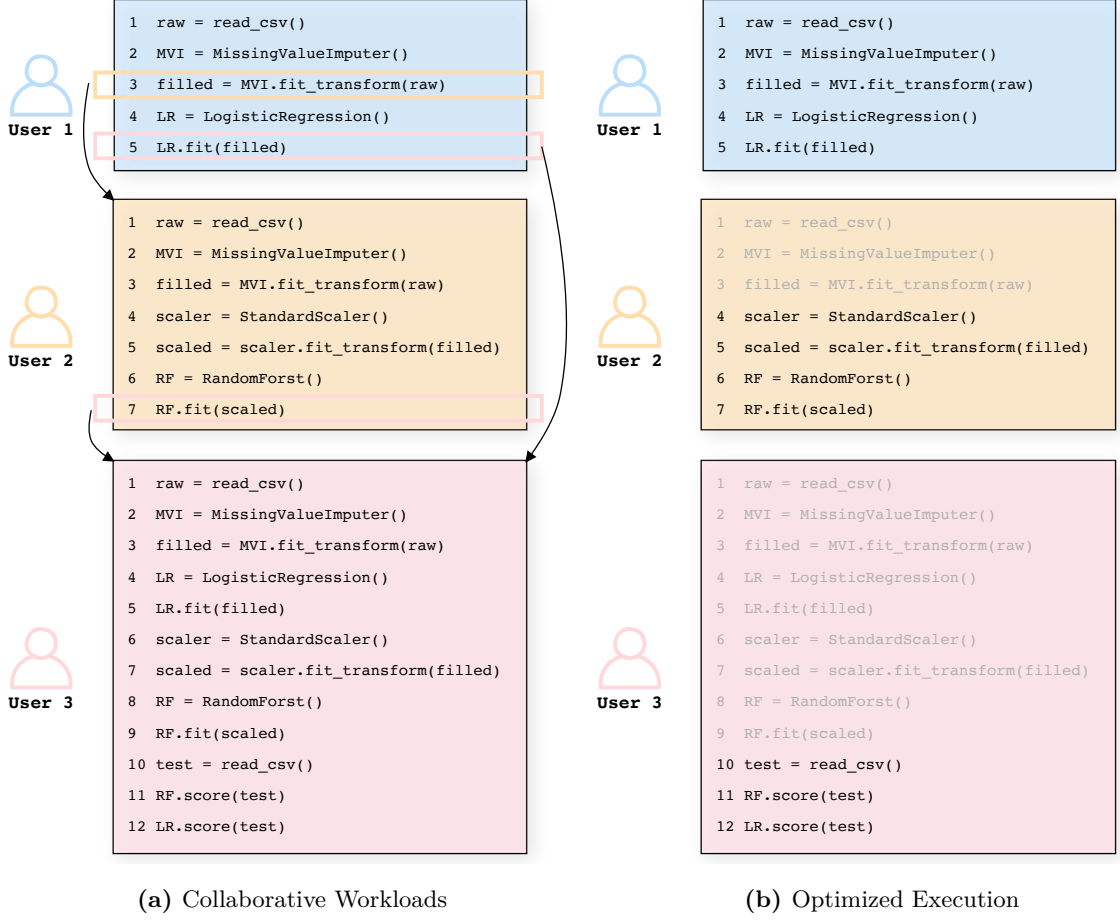 1 raw = read_csv()
2 MVI = MissingValueImputer()
3 filled = MVI.fit_transform(raw)
4 LR = LogisticRegression()
5 LR.fit(filled)
User 1
1 raw = read_csv()
2 MVI = MissingValueImputer()
3 filled = MVI.fit_transform(raw)
4 scaler = StandardScaler()
5 scaled = scaler.fit_transform(filled)
6 RF = RandomForst()
7 RF.fit(scaled)
User 2
1 raw = read_csv()
2 MVI = MissingValueImputer()
3 filled = MVI.fit_transform(raw)
4 LR = LogisticRegression()
5 LR.fit(filled)
6 scaler = StandardScaler()
7 scaled = scaler.fit_transform(filled)
8 RF = RandomForst()
9 RF.fit(scaled)
10 test = read_csv()
11 RF.score(test)
12 LR.score(test)
User 3
(a) Collaborative Workloads
1 raw = read_csv()
2 MVI = MissingValueImputer()
3 filled = MVI.fit_transform(raw)
4 LR = LogisticRegression()
5 LR.fit(filled)
User 1
1 raw = read_csv()
2 MVI = MissingValueImputer()
3 filled = MVI.fit_transform(raw)
4 scaler = StandardScaler()
5 scaled = scaler.fit_transform(filled)
6 RF = RandomForst()
7 RF.fit(scaled)
User 2
1 raw = read_csv()
2 MVI = MissingValueImputer()
3 filled = MVI.fit_transform(raw)
4 LR = LogisticRegression()
5 LR.fit(filled)
6 scaler = StandardScaler()
7 scaled = scaler.fit_transform(filled)
8 RF = RandomForst()
9 RF.fit(scaled)
10 test = read_csv()
11 RF.score(test)
12 LR.score(test)
User 3
(b) Optimized Execution